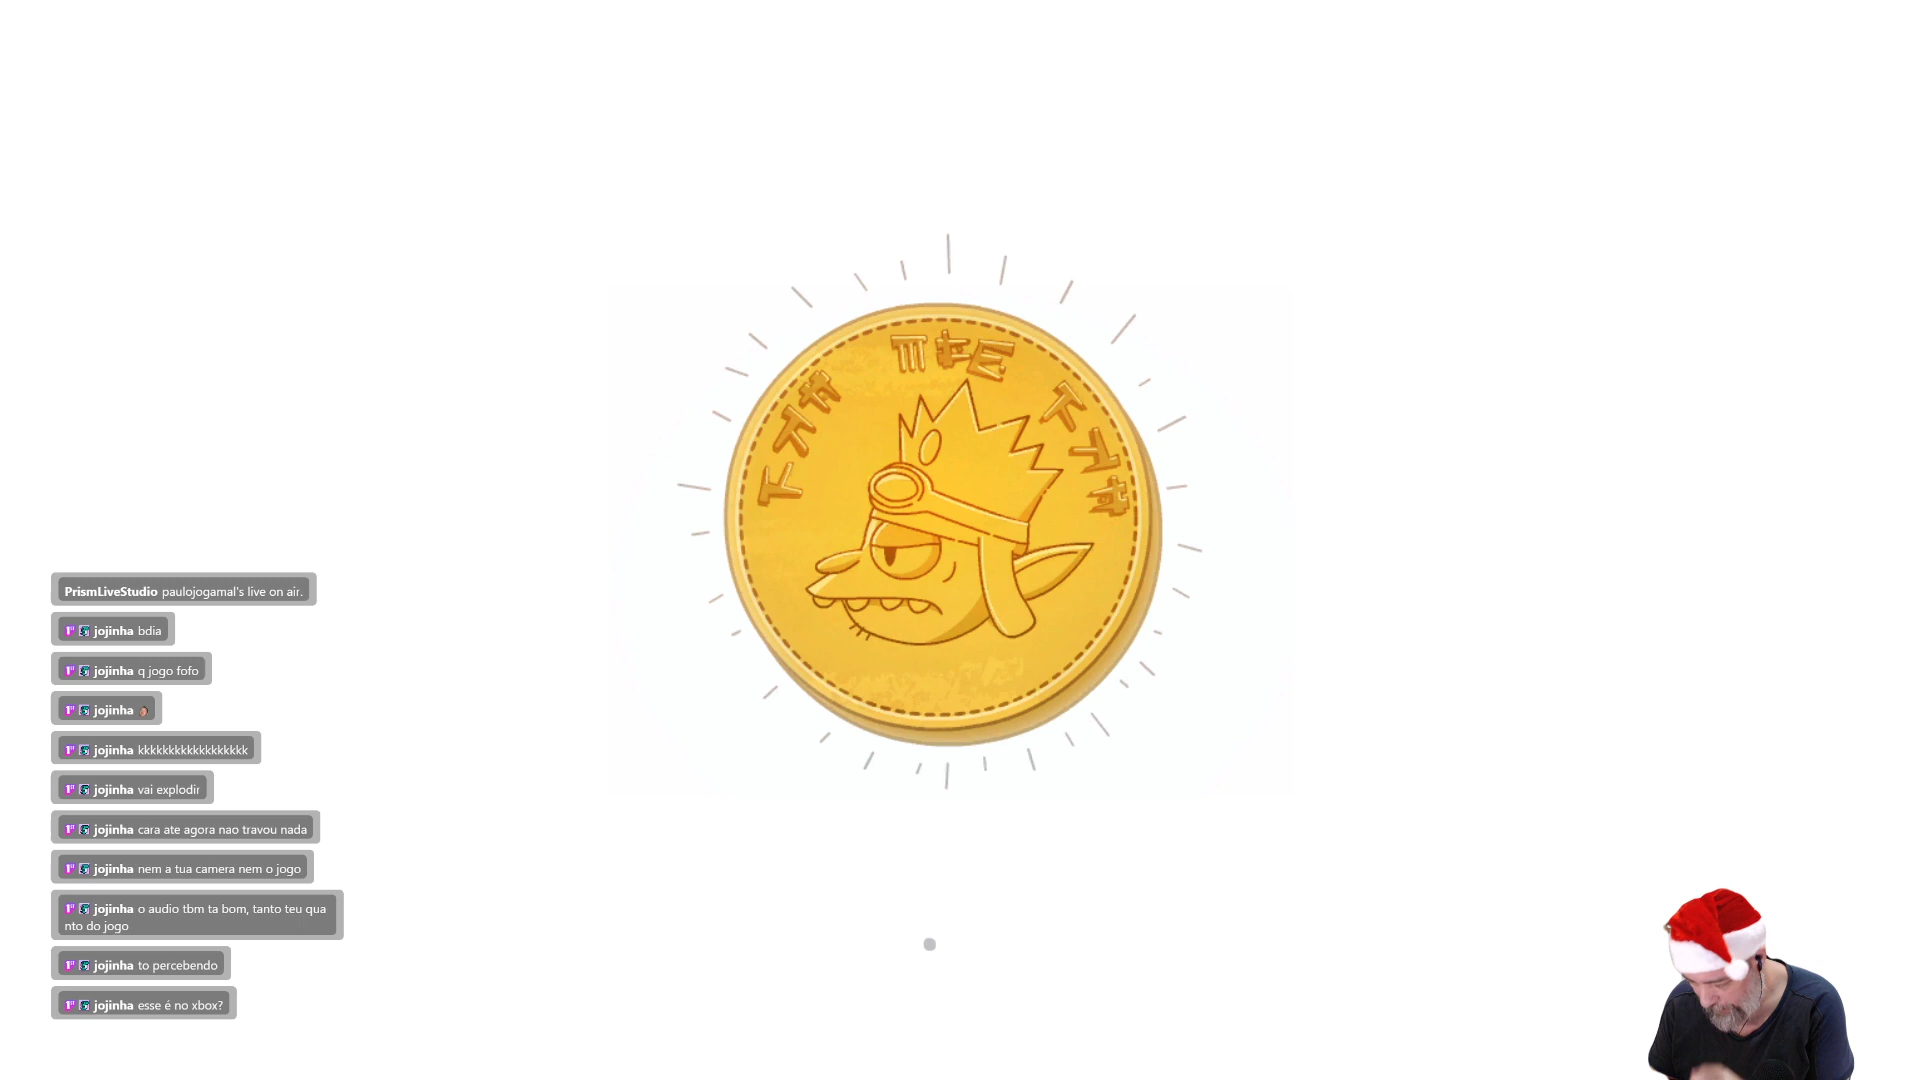 PrismLiveStudio paulojogamal's live on air.
jojinha bdia
jojinha q jogo fofo
jojinha
jojinha kkkkkkkkkkkkkkkkkk
jojinha vai explodir
jojinha cara ate agora nao travou nada
jojinha nem a tua camera nem o jogo
jojinha o audio tbm ta bom, tanto teu qua
nto do jogo
jojinha to percebendo
jojinha esse é no xbox?